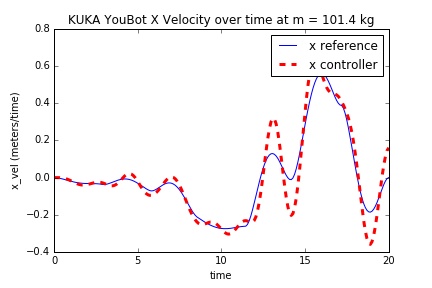 KUKA YouBot X Velocity over time at m = 101.4 kg
x reference
x controller
x_vel (meters/time)
0.8
0.6
0.4
0.2
0.0
−0.2
−0.4
0 5 10 15 20
time